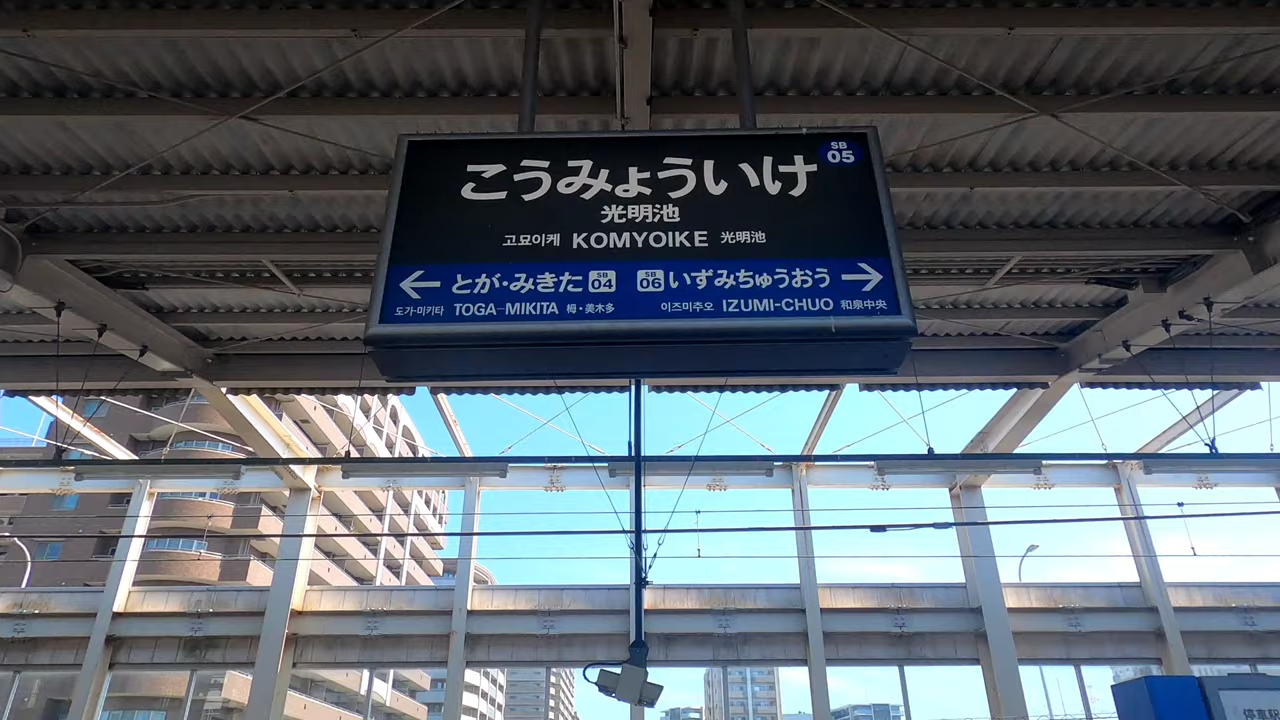 SB
05
こうみょういけ
光明池
고묘이케 KOMYOIKE 光明池
← とが・みきた SB 04 SB 06 いずみちゅうおう →
도가·미키타 TOGA-MIKITA 栂・美木多 이즈미추오 IZUMI-CHUO 和泉中央